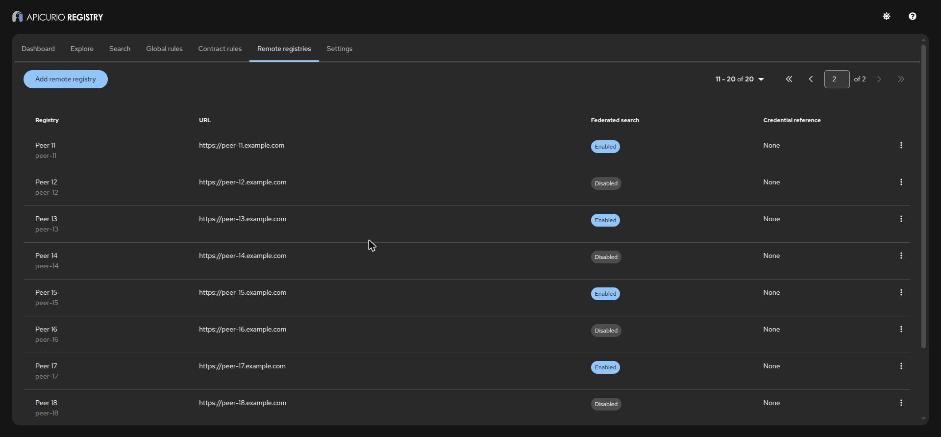 APICURIO REGISTRY
Dashboard Explore Search Global rules Contract rules Remote registries Settings
Add remote registry 11 - 20 of 20 2 of 2
Registry URL Federated search Credential reference
Peer 11 https://peer-11.example.com Enabled None
peer-11
Peer 12 https://peer-12.example.com Disabled None
peer-12
Peer 13 https://peer-13.example.com Enabled None
peer-13
Peer 14 https://peer-14.example.com Disabled None
peer-14
Peer 15 https://peer-15.example.com Enabled None
peer-15
Peer 16 https://peer-16.example.com Disabled None
peer-16
Peer 17 https://peer-17.example.com Enabled None
peer-17
Peer 18 https://peer-18.example.com Disabled None
peer-18